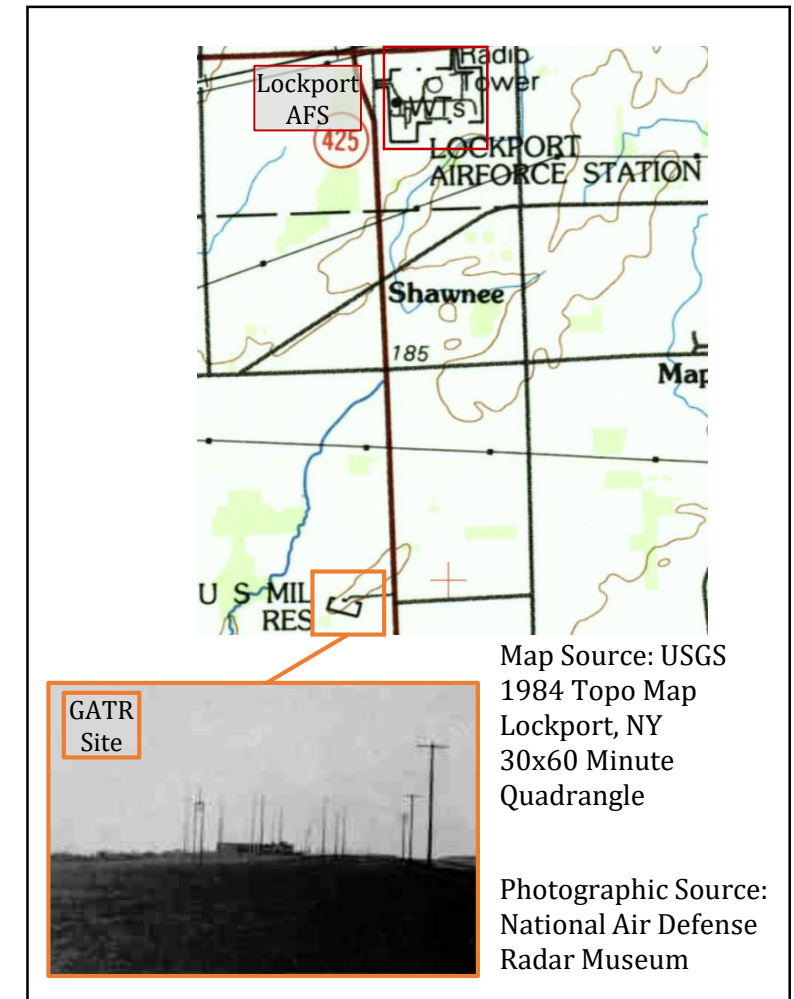 Radio
Tower
WTs
Lockport
AFS
425
LOCKPORT
AIRFORCE STATION
Shawnee
185
Map
U S MIL
RES
GATR
Site
Map Source: USGS
1984 Topo Map
Lockport, NY
30x60 Minute
Quadrangle
Photographic Source:
National Air Defense
Radar Museum